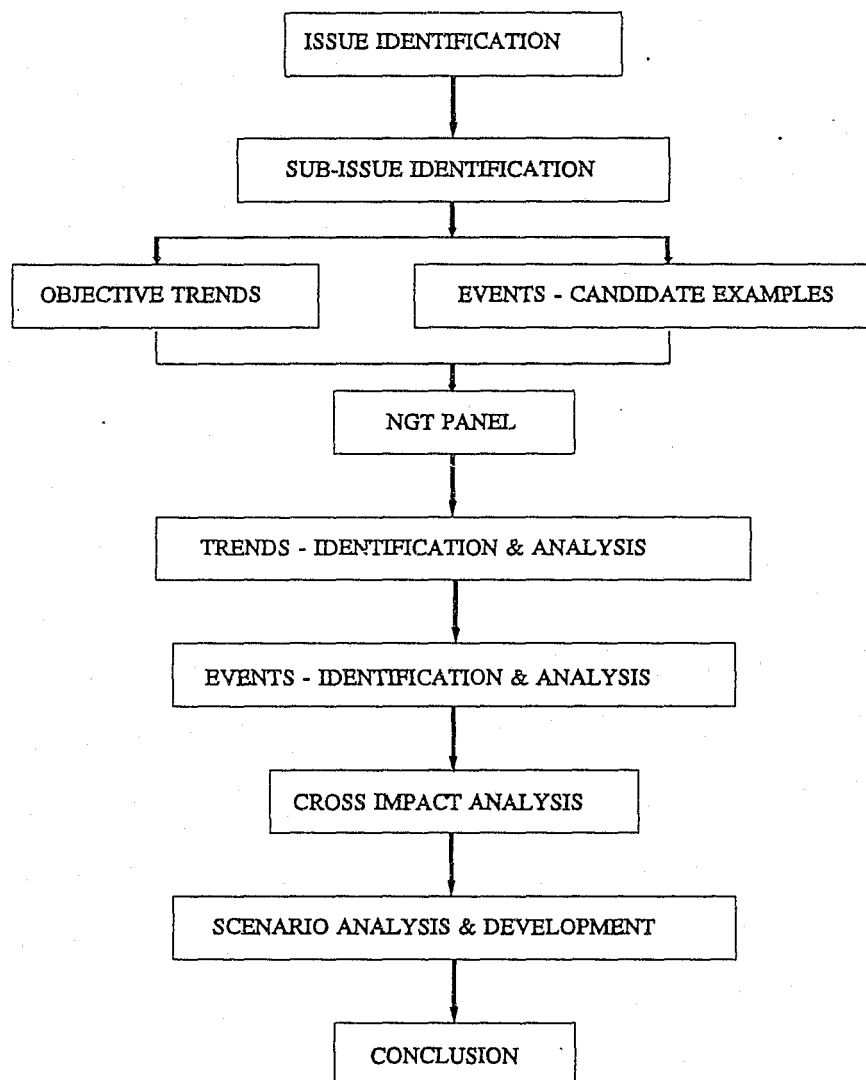 ISSUE IDENTIFICATION
SUB-ISSUE IDENTIFICATION
OBJECTIVE TRENDS
EVENTS - CANDIDATE EXAMPLES
NGT PANEL
TRENDS - IDENTIFICATION & ANALYSIS
EVENTS - IDENTIFICATION & ANALYSIS
CROSS IMPACT ANALYSIS
SCENARIO ANALYSIS & DEVELOPMENT
CONCLUSION